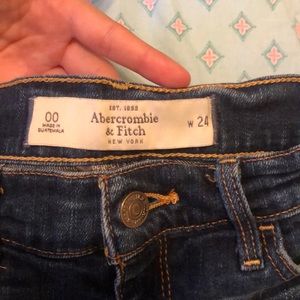 EST. 1892
00
MADE IN
GUATEMALA
Abercrombie
& Fitch
NEW YORK
W 24